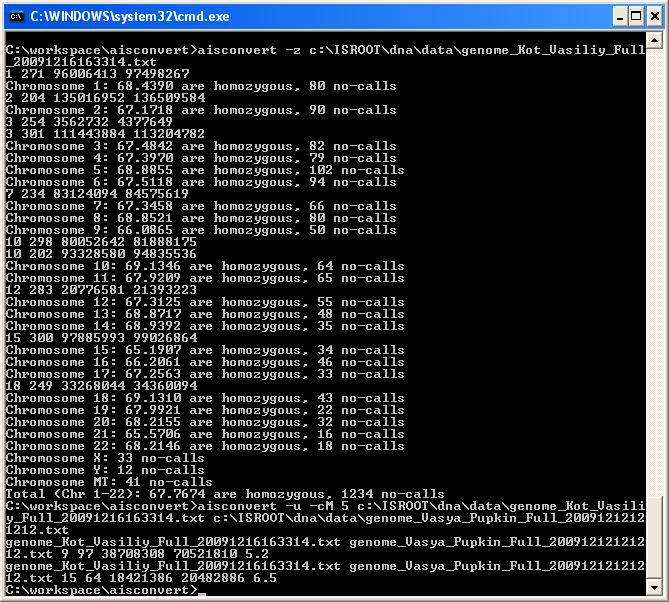 C:\WINDOWS\system32\cmd.exe
C:\workspace\aisconvert>aisconvert -z c:\ISROOT\dna\data\genome_Kot_Vasiliy_Full
_20091216163314.txt
1 271 96006413 97498267
Chromosome 1: 68.4390 are homozygous, 80 no-calls
2 204 135016952 136509584
Chromosome 2: 67.1718 are homozygous, 90 no-calls
3 254 3562732 4377649
3 301 111443884 113204782
Chromosome 3: 67.4842 are homozygous, 82 no-calls
Chromosome 4: 67.3970 are homozygous, 79 no-calls
Chromosome 5: 68.8855 are homozygous, 102 no-calls
Chromosome 6: 67.5118 are homozygous, 94 no-calls
7 234 83124094 84575619
Chromosome 7: 67.3458 are homozygous, 66 no-calls
Chromosome 8: 68.8521 are homozygous, 80 no-calls
Chromosome 9: 66.0865 are homozygous, 50 no-calls
10 298 80052642 81888175
10 202 93328580 94835536
Chromosome 10: 69.1346 are homozygous, 64 no-calls
Chromosome 11: 67.9209 are homozygous, 65 no-calls
12 283 20776581 21393223
Chromosome 12: 67.3125 are homozygous, 55 no-calls
Chromosome 13: 68.8717 are homozygous, 48 no-calls
Chromosome 14: 68.9392 are homozygous, 35 no-calls
15 300 97885993 99026864
Chromosome 15: 65.1907 are homozygous, 34 no-calls
Chromosome 16: 66.2061 are homozygous, 46 no-calls
Chromosome 17: 67.2563 are homozygous, 33 no-calls
18 249 33268044 34360094
Chromosome 18: 69.1310 are homozygous, 43 no-calls
Chromosome 19: 67.9921 are homozygous, 22 no-calls
Chromosome 20: 68.2155 are homozygous, 32 no-calls
Chromosome 21: 65.5706 are homozygous, 16 no-calls
Chromosome 22: 68.2146 are homozygous, 18 no-calls
Chromosome X: 33 no-calls
Chromosome Y: 12 no-calls
Chromosome MT: 41 no-calls
Total (Chr 1-22): 67.7674 are homozygous, 1234 no-calls
C:\workspace\aisconvert>aisconvert -u -cM 5 c:\ISROOT\dna\data\genome_Kot_Vasili
y_Full_20091216163314.txt c:\ISROOT\dna\data\genome_Vasya_Pupkin_Full_2009121212
1212.txt
genome_Kot_Vasiliy_Full_20091216163314.txt genome_Vasya_Pupkin_Full_200912121212
12.txt 9 97 38708308 70521810 5.2
genome_Kot_Vasiliy_Full_20091216163314.txt genome_Vasya_Pupkin_Full_200912121212
12.txt 15 64 18421386 20482886 6.5
C:\workspace\aisconvert>_